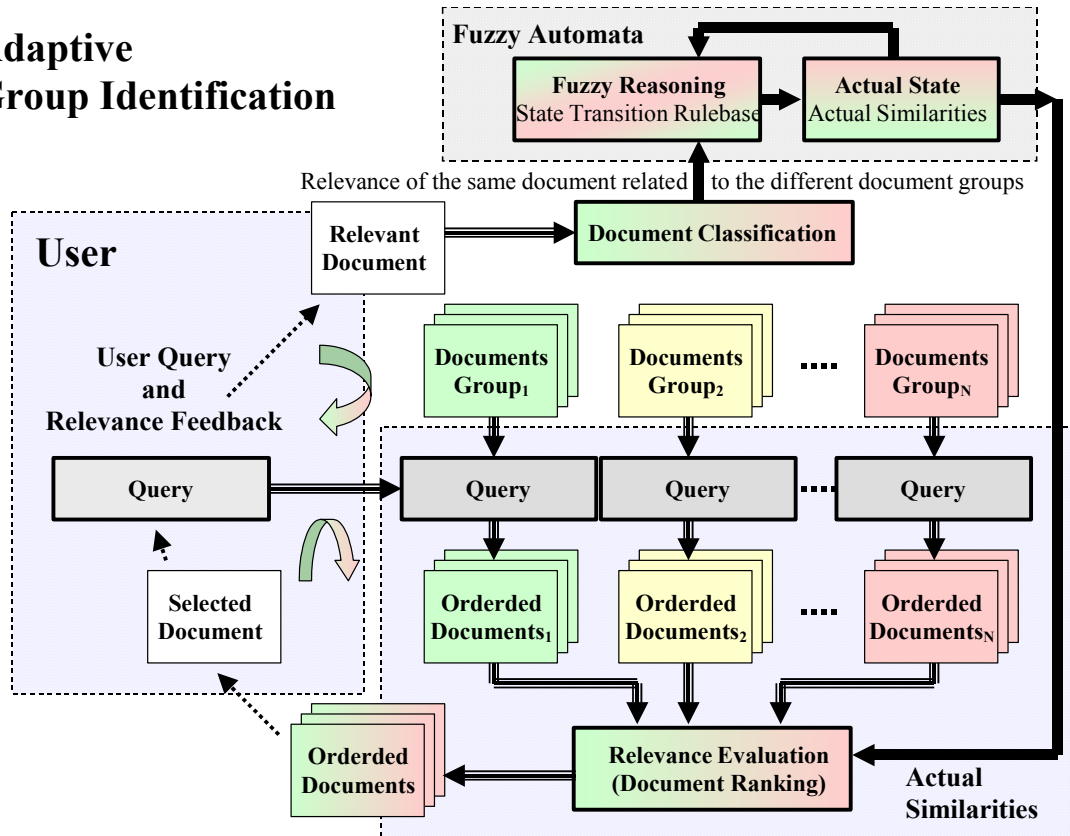 daptive
Group Identification
Fuzzy Automata
Fuzzy Reasoning
State Transition Rulebase
Actual State
Actual Similarities
Relevance of the same document related to the different document groups
User
Relevant
Document
Document Classification
User Query
and
Relevance Feedback
Documents
Group₁
Documents
Group₂
Documents
Group_N
Query
Query
Query
Query
Selected
Document
Orderded
Documents₁
Orderded
Documents₂
Orderded
Documents_N
Orderded
Documents
Relevance Evaluation
(Document Ranking)
Actual
Similarities